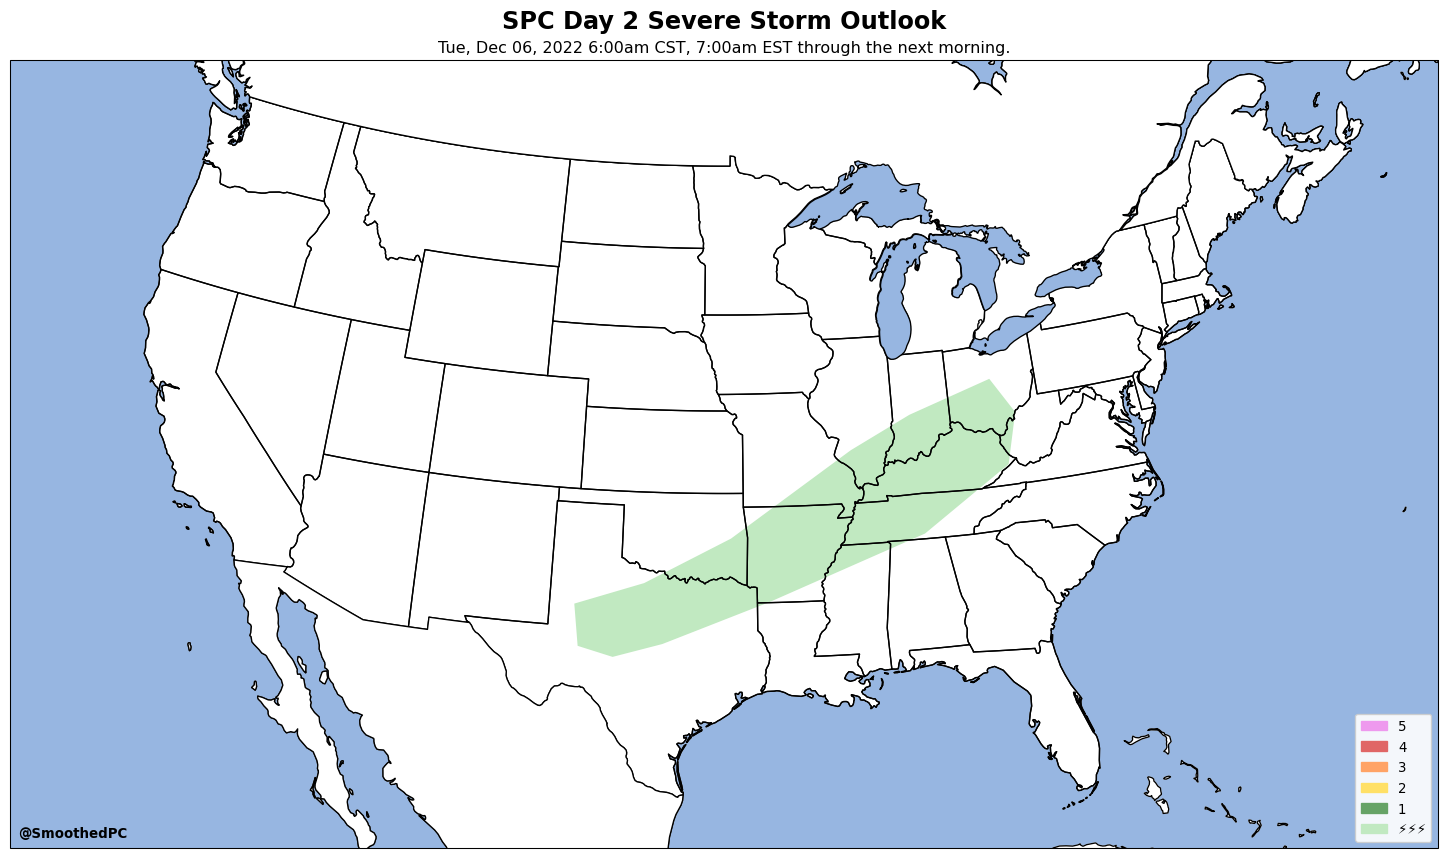 SPC Day 2 Severe Storm Outlook
Tue, Dec 06, 2022 6:00am CST, 7:00am EST through the next morning.
5
4
3
2
1
⚡⚡⚡
@SmoothedPC